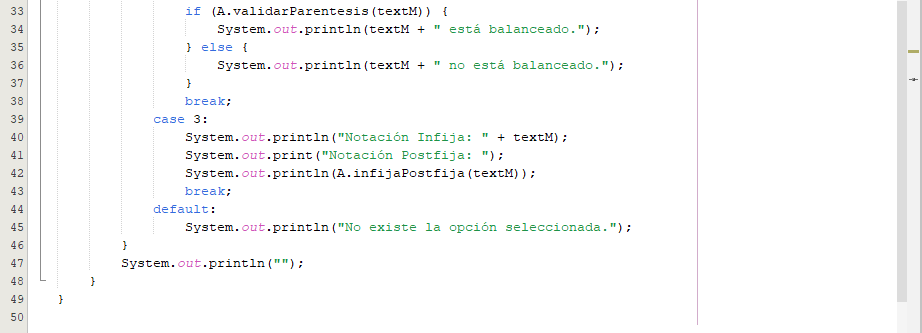 33 if (A.validarParentesis(textM)) {
34 System.out.println(textM + " está balanceado.");
35 } else {
36 System.out.println(textM + " no está balanceado.");
37 }
38 break;
39 case 3:
40 System.out.println("Notación Infija: " + textM);
41 System.out.print("Notación Postfija: ");
42 System.out.println(A.infijaPostfija(textM));
43 break;
44 default:
45 System.out.println("No existe la opción seleccionada.");
46 }
47 System.out.println("");
48 }
49 }
50